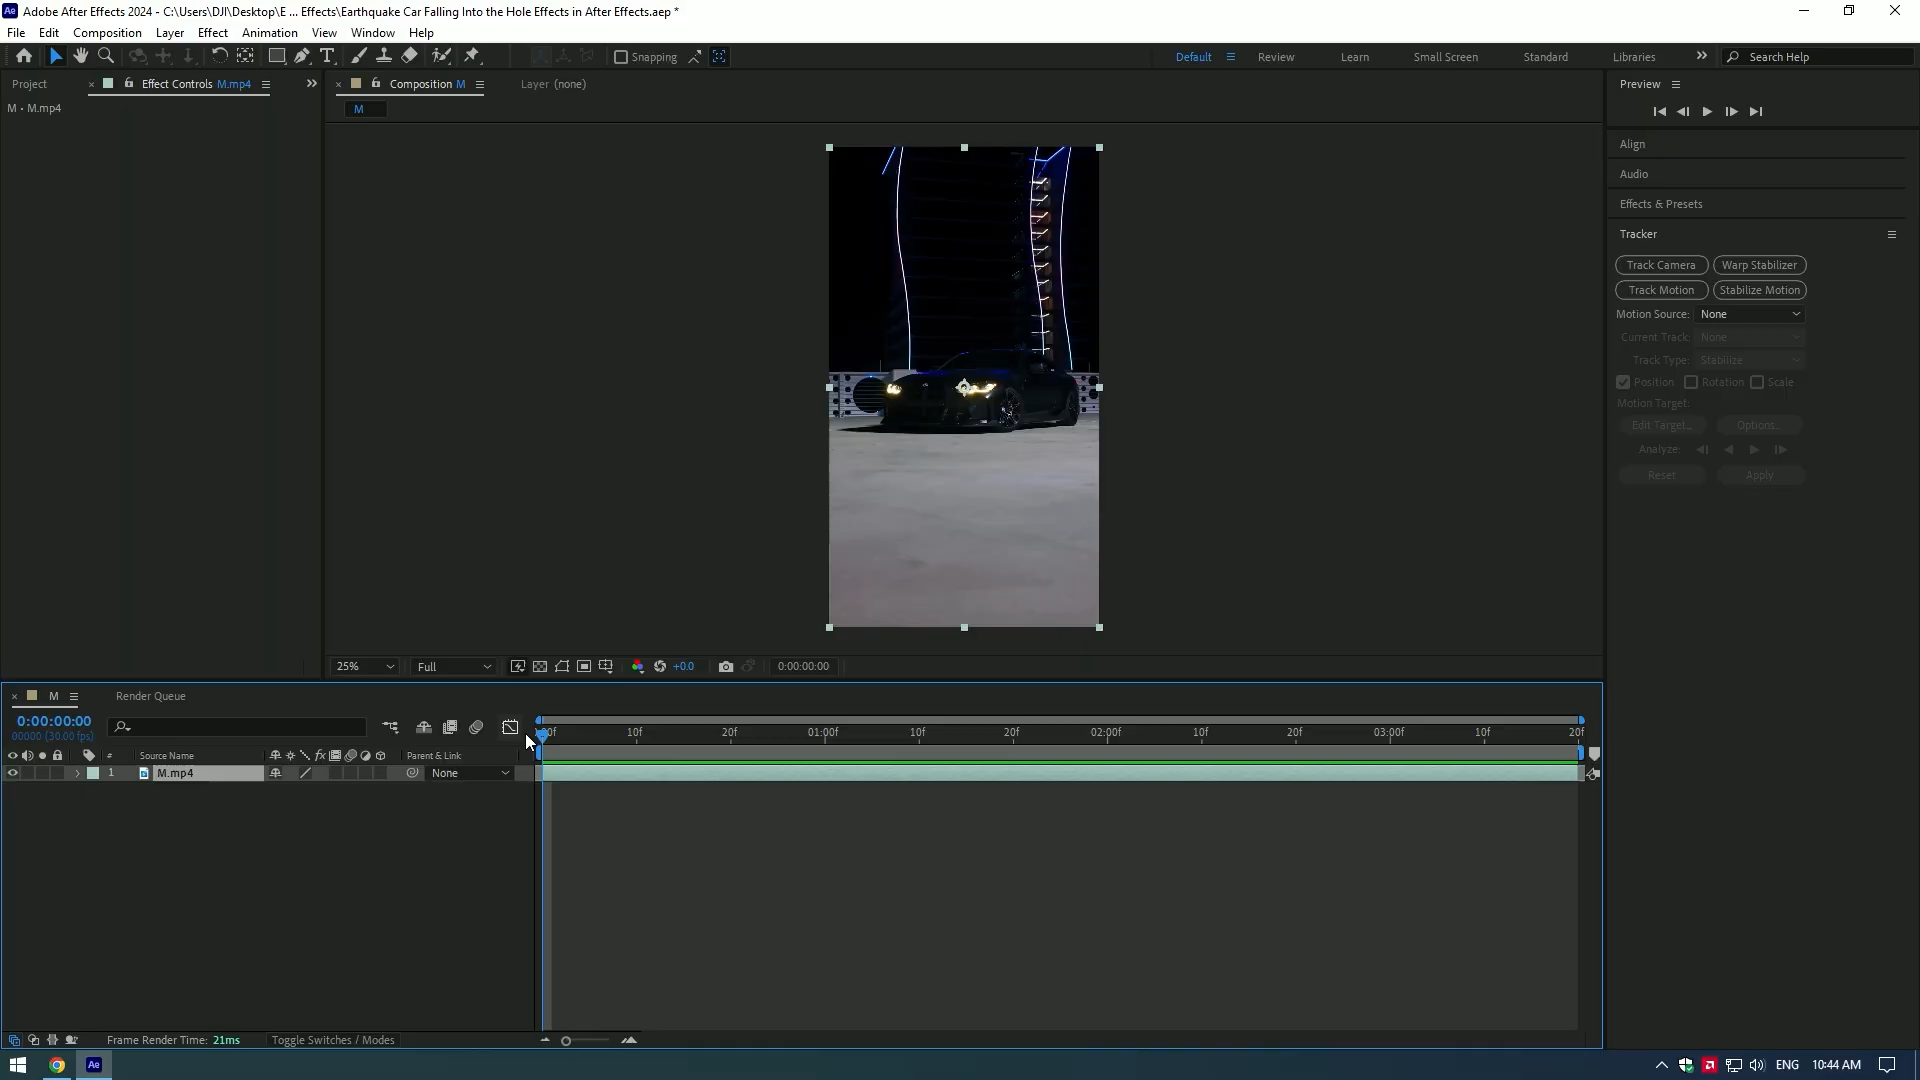 Adobe After Effects 2024 - C:\Users\DJI\Desktop\E ... Effects\Earthquake Car Falling Into the Hole Effects in After Effects.aep *
File Edit Composition Layer Effect Animation View Window Help
Snapping
Default Review Learn Small Screen Standard Libraries Search Help
Project Effect Controls M.mp4 Composition M Layer (none) Preview
M • M.mp4
M
Align
Audio
Effects & Presets
Tracker
Track Camera Warp Stabilizer
Track Motion Stabilize Motion
Motion Source: None
Current Track: None
Track Type: Stabilize
Position Rotation Scale
Motion Target:
Edit Target... Options...
Analyze:
Reset Apply
25% Full +0.0 0:00:00:00
M Render Queue
0:00:00:00
00000 (30.00 fps)
:00f 10f 20f 01:00f 10f 20f 02:00f 10f 20f 03:00f 10f 20f
# Source Name fx Parent & Link
1 M.mp4 None
Frame Render Time: 21ms Toggle Switches / Modes
Ae ENG 10:44 AM